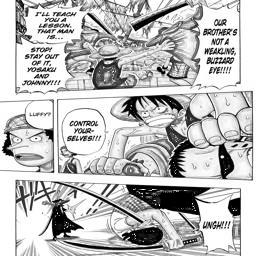 OUR
BROTHER'S
NOT A
WEAKLING,
BUZZARD
EYE!!!!
I'LL TEACH
YOU A
LESSON.
THAT MAN
IS...
STOP!
STAY OUT
OF IT,
YOSAKU
AND
JOHNNY!!!
CONTROL
YOUR-
SELVES!
LUFFY?
UNGH!!!